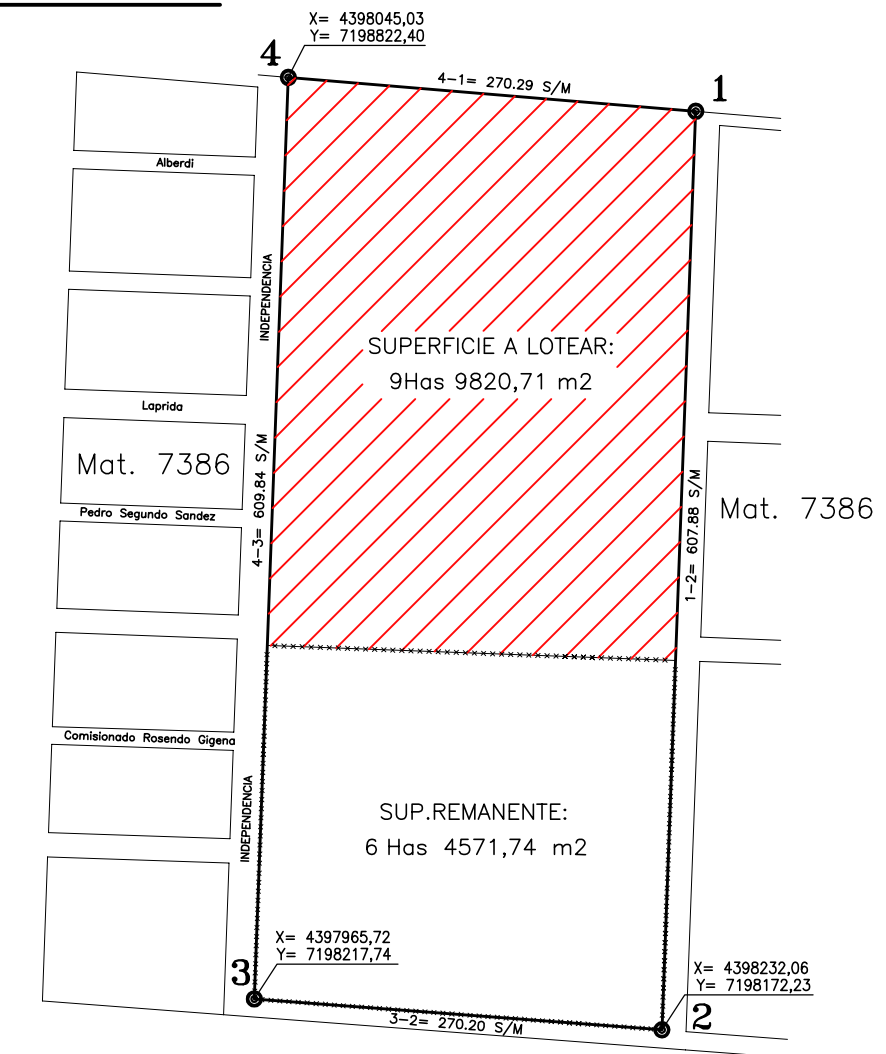 X= 4398045,03
Y= 7198822,40
4
4-1= 270.29 S/M
1
Alberdi
INDEPENDENCIA
SUPERFICIE A LOTEAR:
9Has 9820,71 m2
Laprida
4-3= 609.84 S/M
Mat. 7386
1-2= 607.88 S/M
Mat. 7386
Pedro Segundo Sandez
Comisionado Rosendo Gigena
INDEPENDENCIA
SUP.REMANENTE:
6 Has 4571,74 m2
X= 4397965,72
Y= 7198217,74
3
X= 4398232,06
Y= 7198172,23
3-2= 270.20 S/M
2